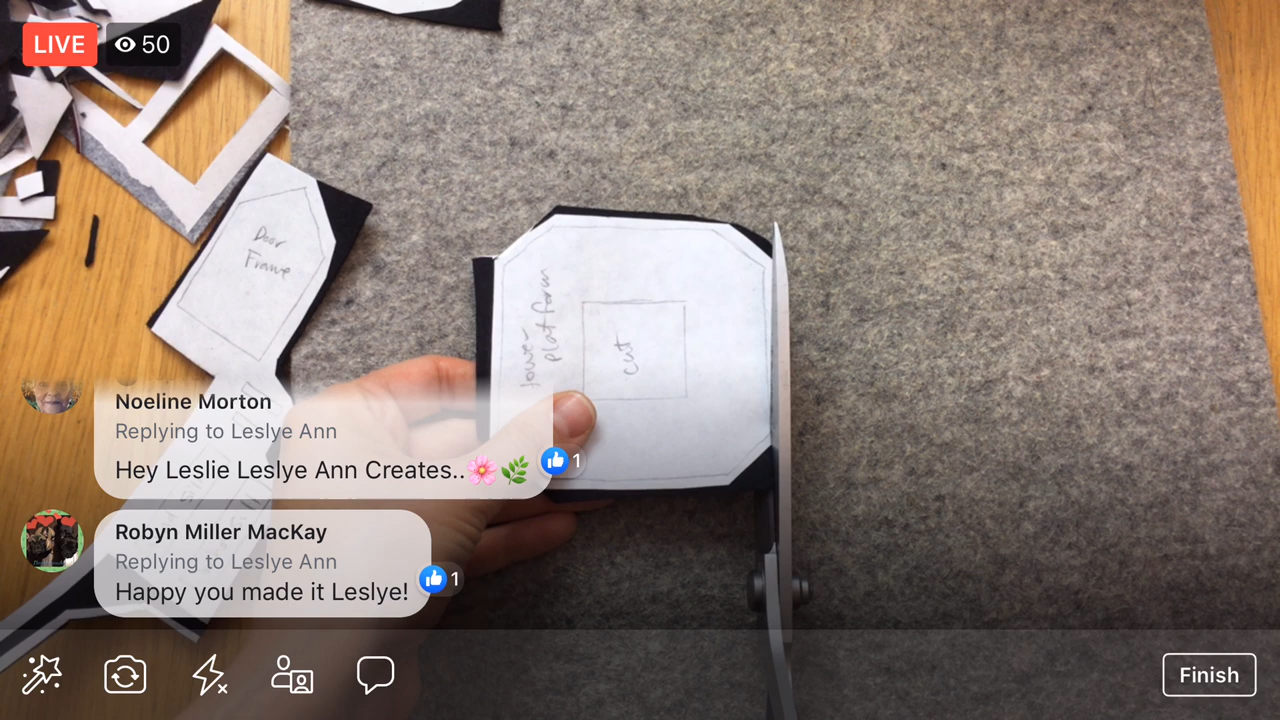 LIVE
50
Door
Frame
lower
platform
cut
Noeline Morton
Replying to Leslye Ann
Hey Leslie Leslye Ann Creates..🌸🌿
1
Robyn Miller MacKay
Replying to Leslye Ann
Happy you made it Leslye!
1
Finish